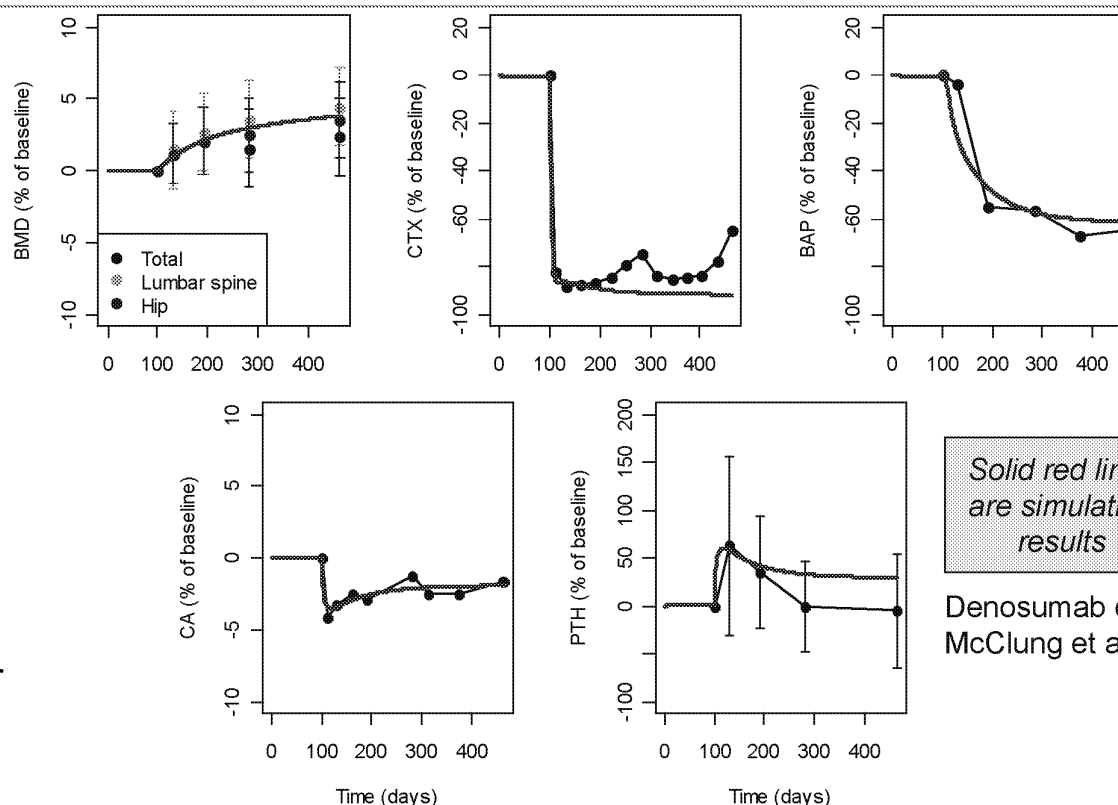 BMD (% of baseline)
10
5
0
-5
-10
Total
Lumbar spine
Hip
0 100 200 300 400
CTX (% of baseline)
20
0
-20
-40
-60
-100
0 100 200 300 400
BAP (% of baseline)
20
0
-20
-40
-60
-100
0 100 200 300 400
CA (% of baseline)
10
5
0
-5
-10
0 100 200 300 400
Time (days)
PTH (% of baseline)
200
150
100
50
0
-100
0 100 200 300 400
Time (days)
Solid red
are
results
Denosumab
McClung et